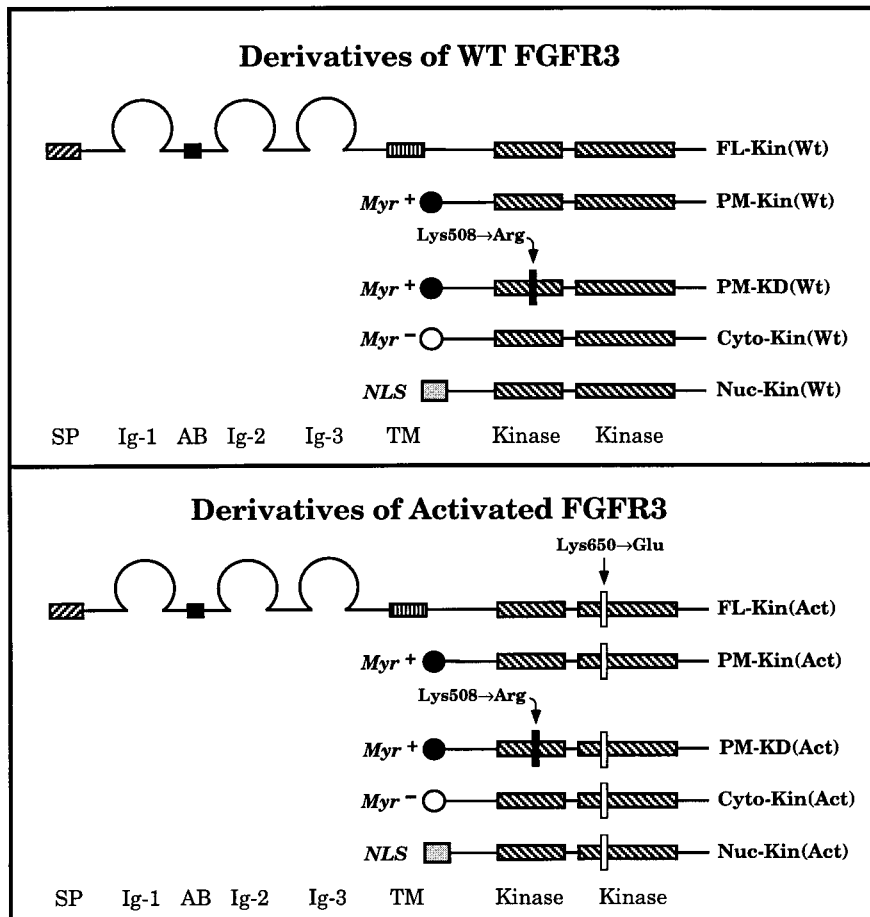 Derivatives of WT FGFR3
FL-Kin(Wt)
Myr + PM-Kin(Wt)
Lys508→Arg
Myr + PM-KD(Wt)
Myr − Cyto-Kin(Wt)
NLS Nuc-Kin(Wt)
SP Ig-1 AB Ig-2 Ig-3 TM Kinase Kinase
Derivatives of Activated FGFR3
Lys650→Glu
FL-Kin(Act)
Myr + PM-Kin(Act)
Lys508→Arg
Myr + PM-KD(Act)
Myr − Cyto-Kin(Act)
NLS Nuc-Kin(Act)
SP Ig-1 AB Ig-2 Ig-3 TM Kinase Kinase